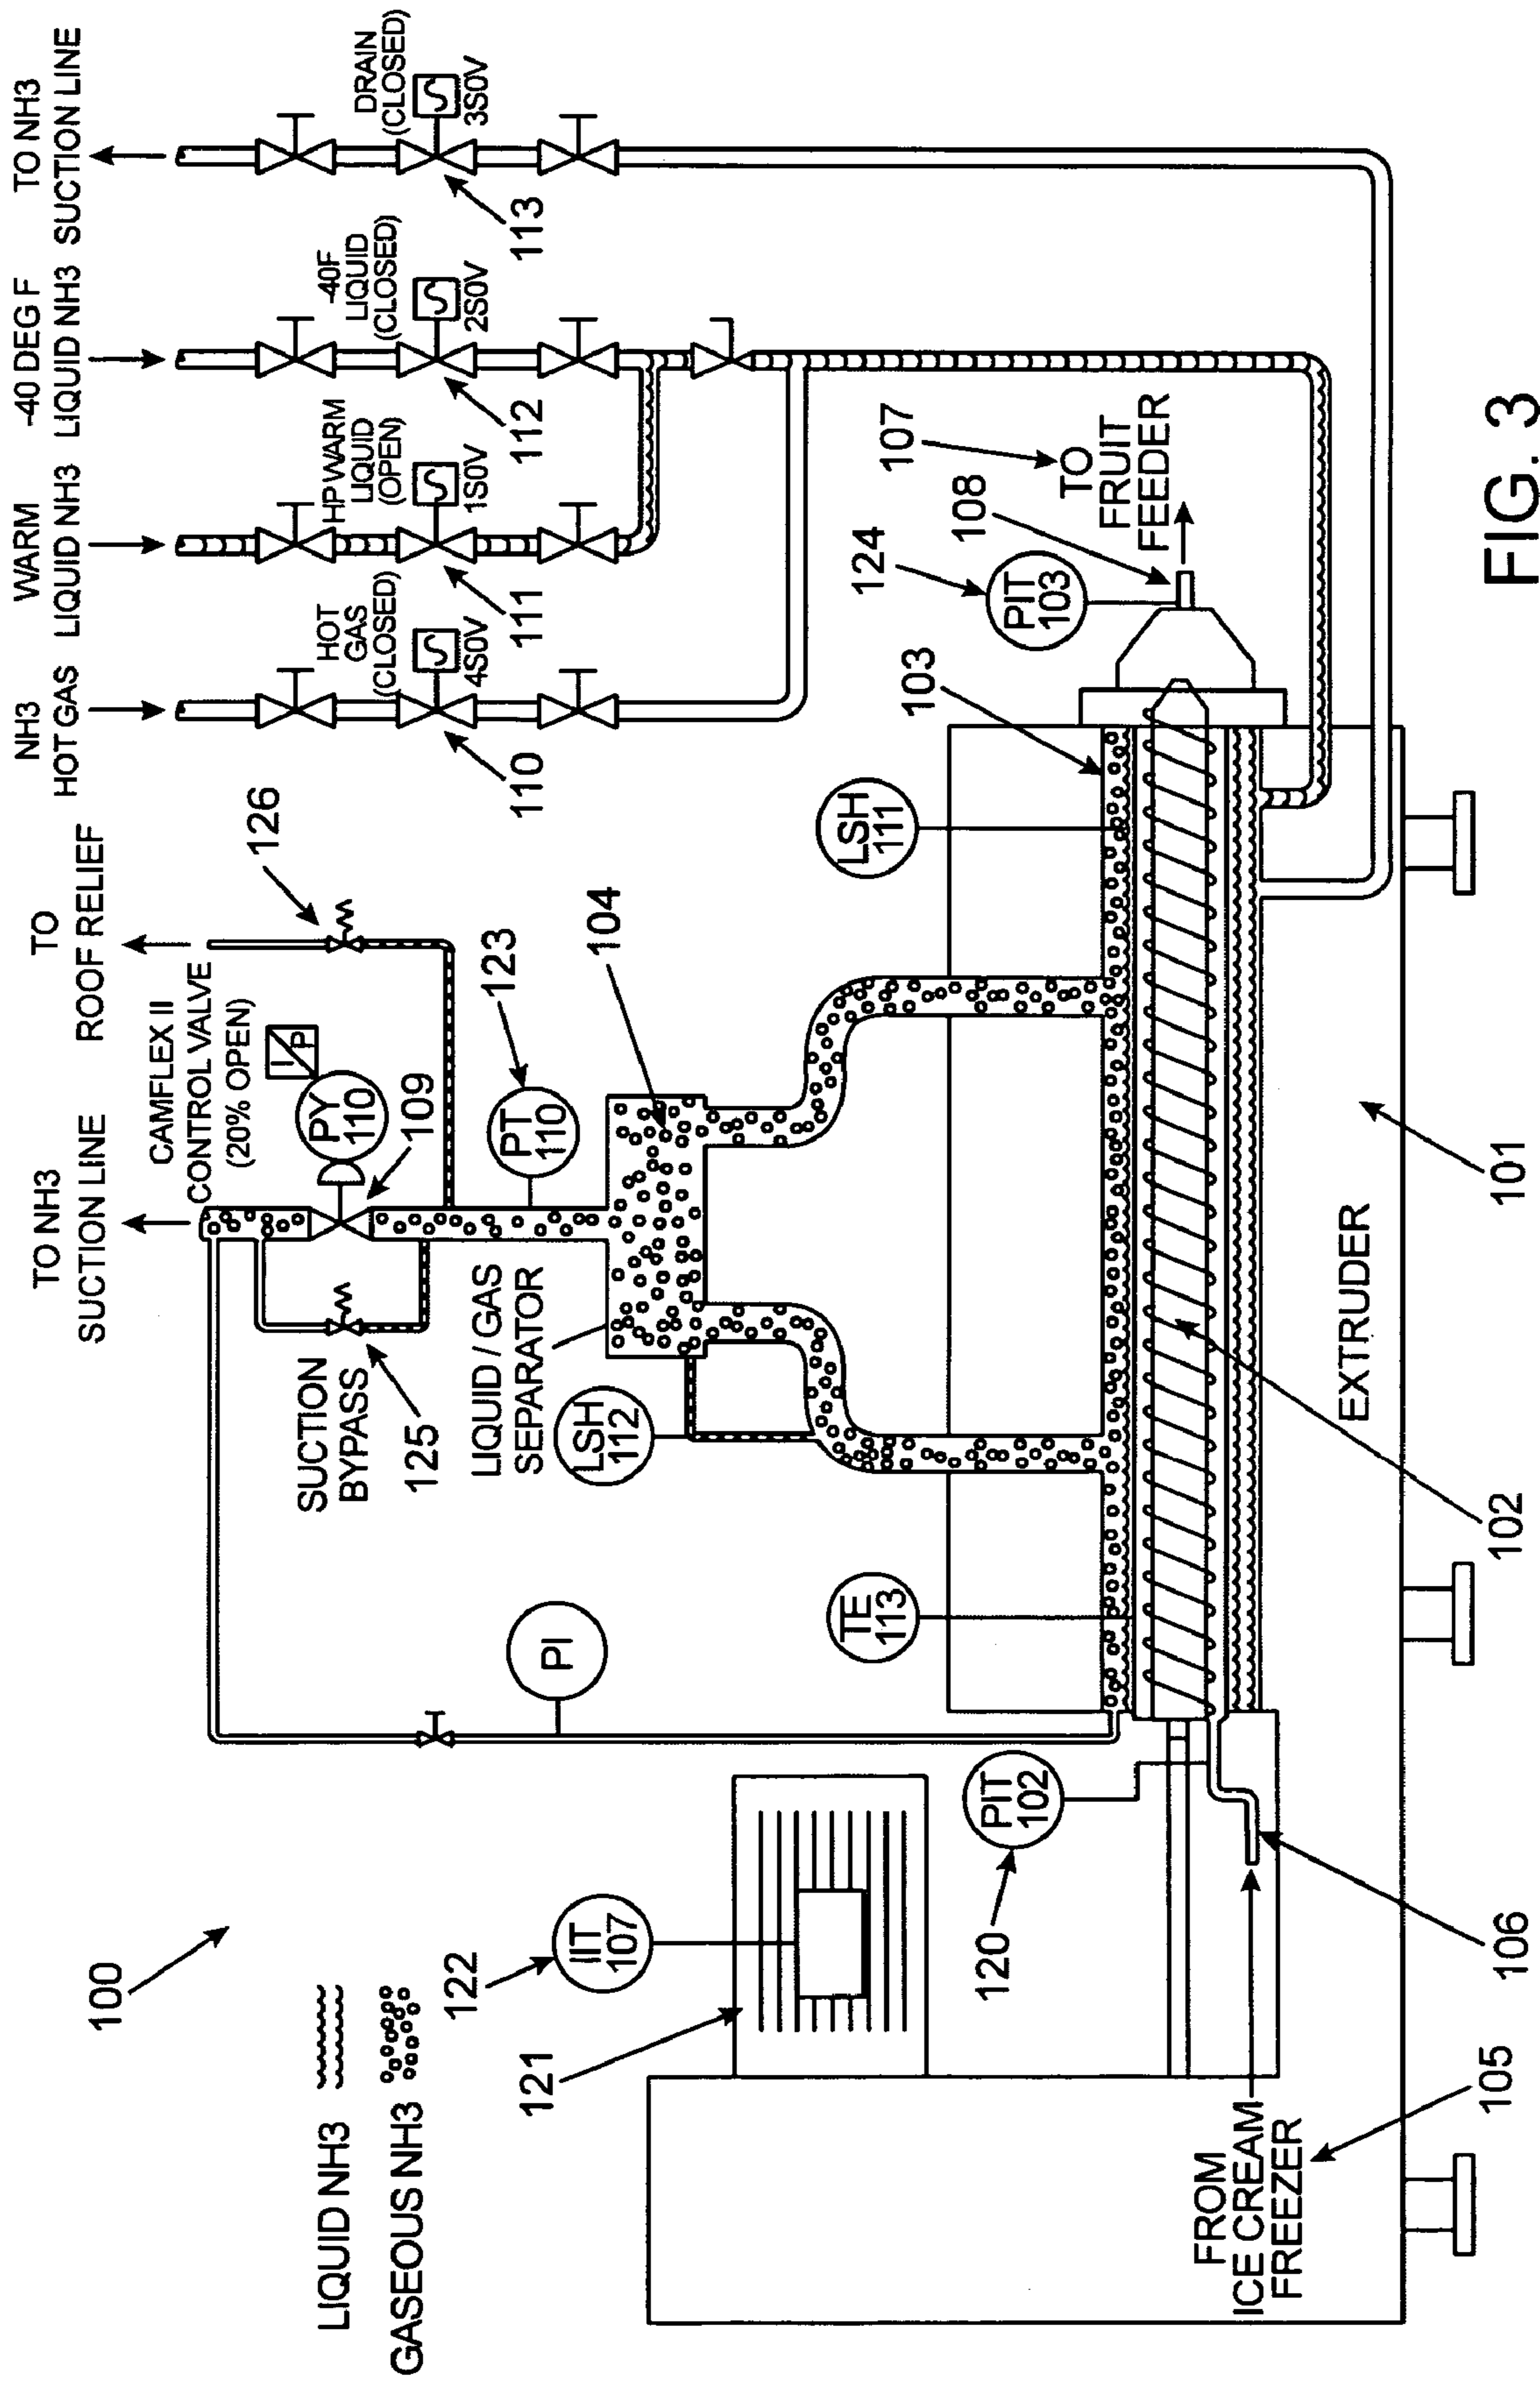 100
LIQUID NH3
GASEOUS NH3
TO NH3
SUCTION LINE
TO
ROOF RELIEF
NH3
HOT GAS
WARM
LIQUID NH3
-40 DEG F
LIQUID NH3
TO NH3
SUCTION LINE
CAMFLEX II
CONTROL VALVE
(20% OPEN)
I/P
PY
110
109
126
SUCTION
BYPASS
125
PT
110
123
HOT
GAS
(CLOSED)
S
4S0V
110
HP WARM
LIQUID
(OPEN)
S
1S0V
111
-40F
LIQUID
(CLOSED)
S
2S0V
112
DRAIN
(CLOSED)
S
3S0V
113
LIQUID / GAS
SEPARATOR
104
LSH
112
PI
IIT
107
122
121
TE
113
LSH
111
103
PIT
103
124
108
TO
FRUIT
FEEDER
107
PIT
102
120
FROM
ICE CREAM
FREEZER
105
106
102
EXTRUDER
101
FIG. 3